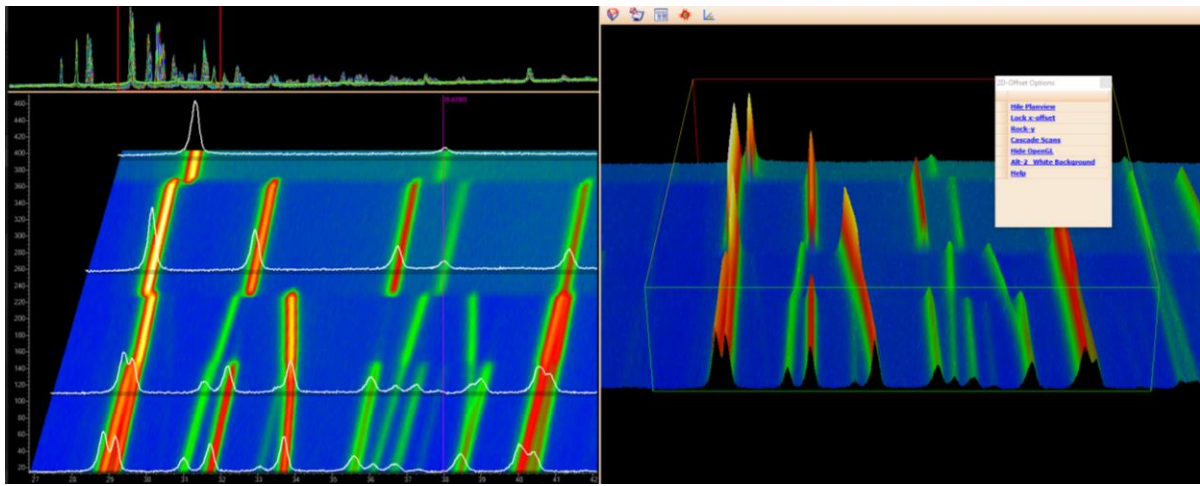 2D-Offset Options
Hile Planview
Lock x-offset
Rock-y
Cascade Scans
Hide OpenGL
Alt-2 White Background
Help
460
440
420
400
380
360
340
320
300
280
260
240
220
200
180
160
140
120
100
80
60
40
20
27 28 29 30 31 32 33 34 35 36 37 38 39 40 41 42